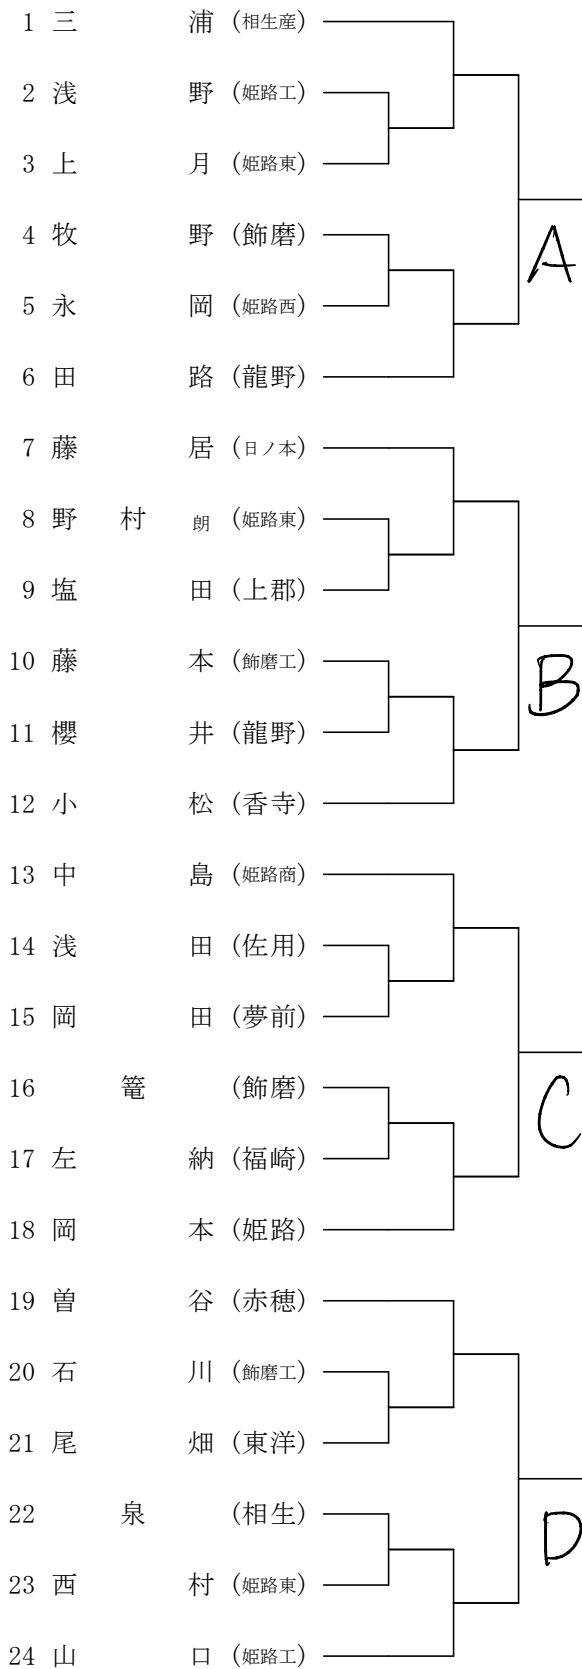 1 三 浦 (相生産)
2 浅 野 (姫路工)
3 上 月 (姫路東)
4 牧 野 (飾磨)
A
5 永 岡 (姫路西)
6 田 路 (龍野)
7 藤 居 (日ノ本)
8 野 村 朗 (姫路東)
9 塩 田 (上郡)
10 藤 本 (飾磨工)
B
11 櫻 井 (龍野)
12 小 松 (香寺)
13 中 島 (姫路商)
14 浅 田 (佐用)
15 岡 田 (夢前)
16 篭 (飾磨)
C
17 左 納 (福崎)
18 岡 本 (姫路)
19 曽 谷 (赤穂)
20 石 川 (飾磨工)
21 尾 畑 (東洋)
22 泉 (相生)
D
23 西 村 (姫路東)
24 山 口 (姫路工)